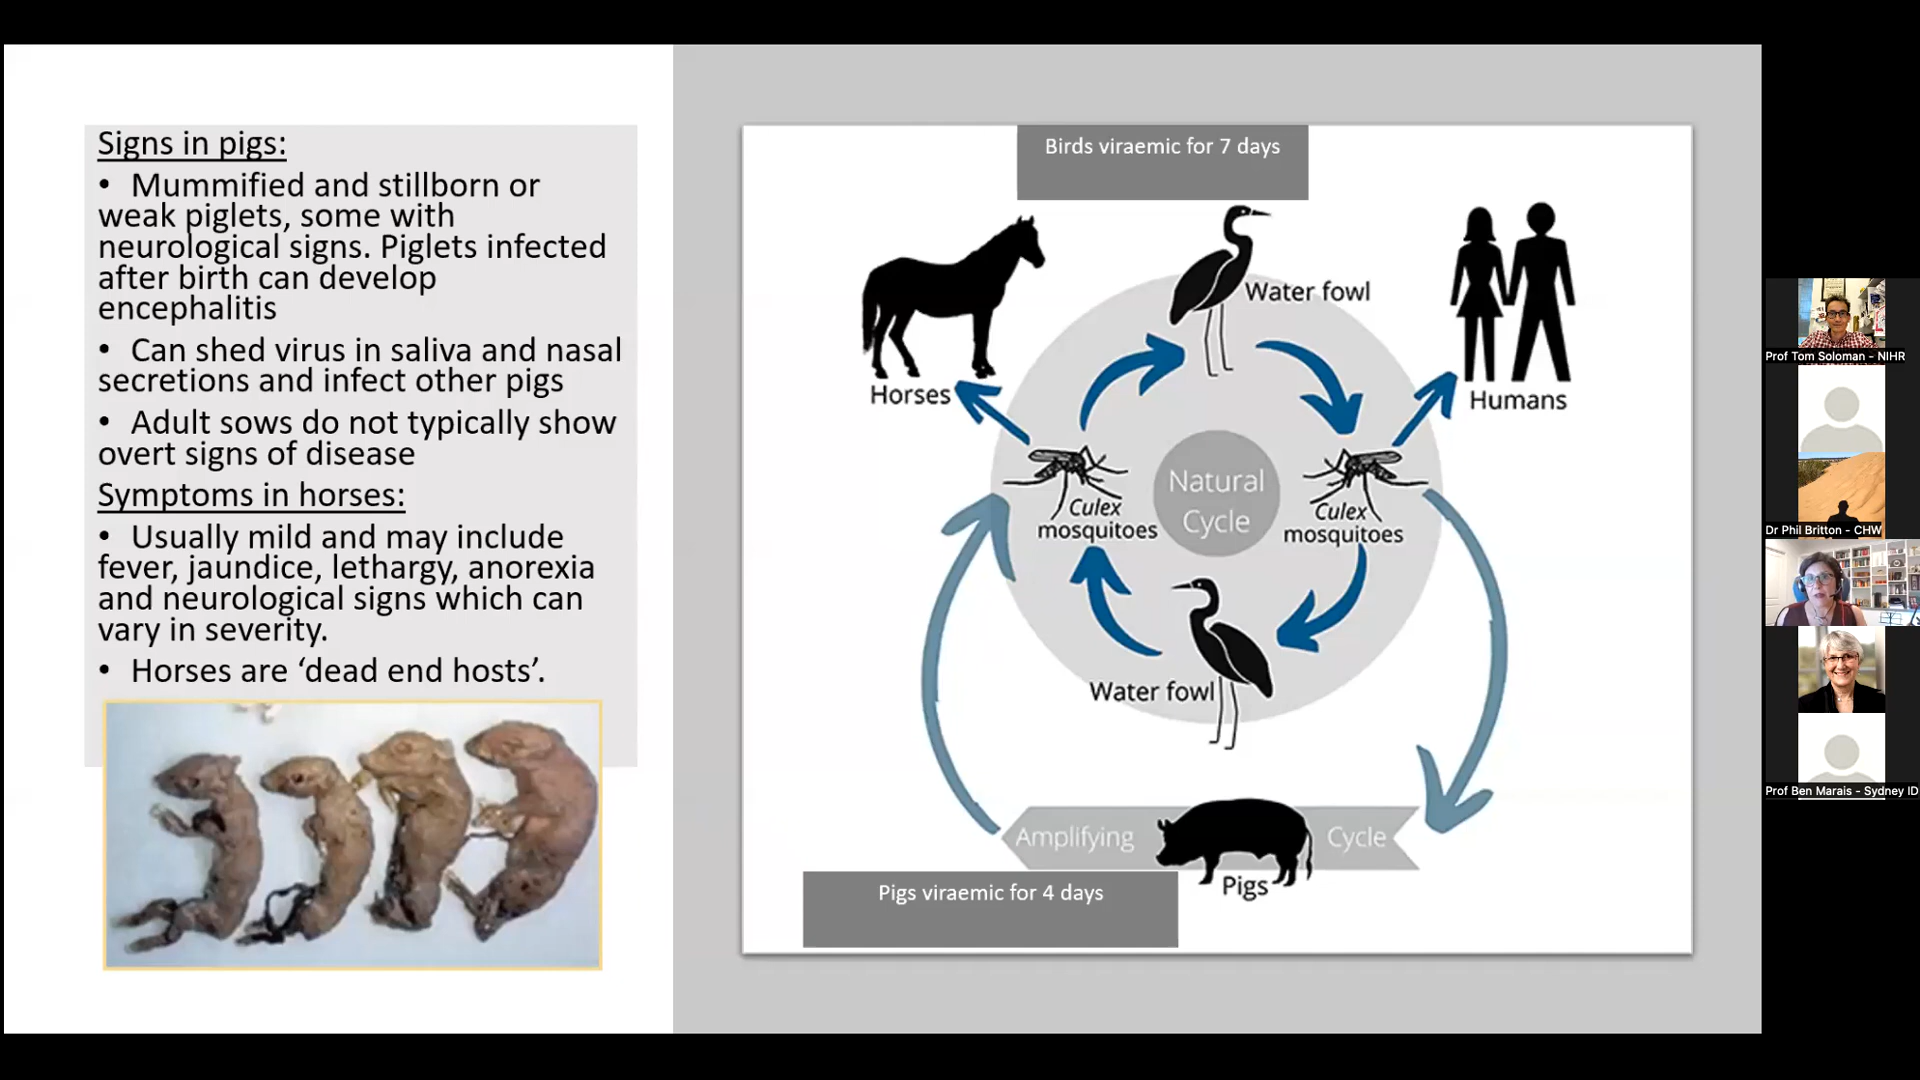 Signs in pigs:
• Mummified and stillborn or
weak piglets, some with
neurological signs. Piglets infected
after birth can develop
encephalitis
• Can shed virus in saliva and nasal
secretions and infect other pigs
• Adult sows do not typically show
overt signs of disease
Symptoms in horses:
• Usually mild and may include
fever, jaundice, lethargy, anorexia
and neurological signs which can
vary in severity.
• Horses are ‘dead end hosts’.
Birds viraemic for 7 days
Water fowl
Horses
Humans
Natural
Cycle
Culex
mosquitoes
Culex
mosquitoes
Water fowl
Amplifying
Cycle
Pigs
Pigs viraemic for 4 days
Prof Tom Soloman - NIHR
Dr Phil Britton - CHW
Prof Ben Marais - Sydney ID